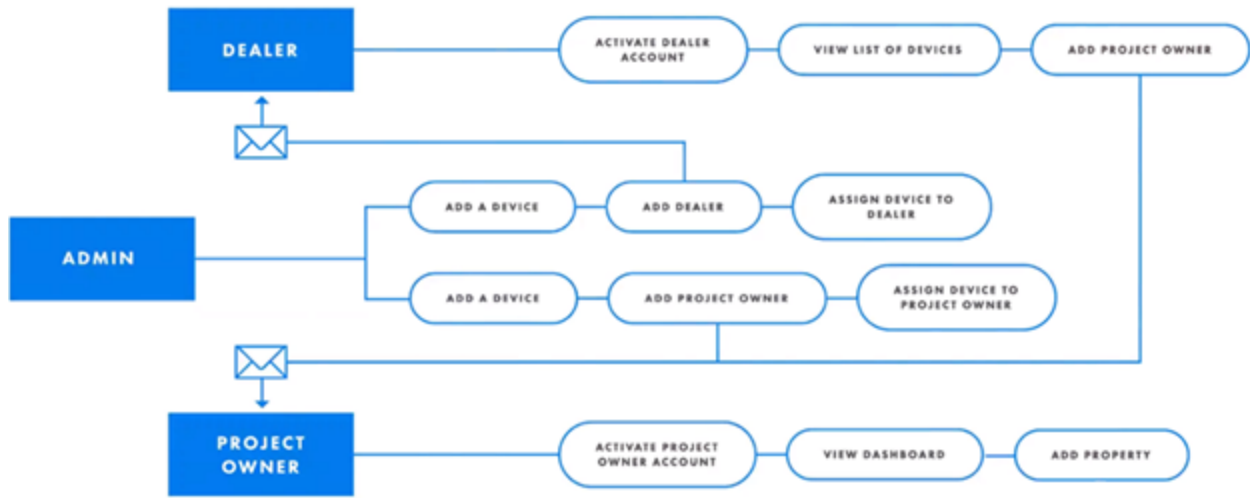 DEALER
ACTIVATE DEALER
ACCOUNT
VIEW LIST OF DEVICES
ADD PROJECT OWNER
ADD A DEVICE
ADD DEALER
ASSIGN DEVICE TO
DEALER
ADMIN
ADD A DEVICE
ADD PROJECT OWNER
ASSIGN DEVICE TO
PROJECT OWNER
PROJECT
OWNER
ACTIVATE PROJECT
OWNER ACCOUNT
VIEW DASHBOARD
ADD PROPERTY